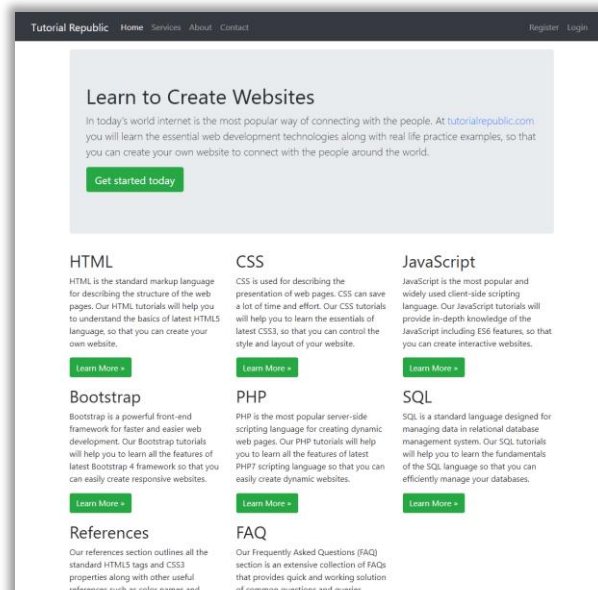 Tutorial Republic Home Services About Contact Register Login
Learn to Create Websites
In today's world internet is the most popular way of connecting with the people. At tutorialrepublic.com
you will learn the essential web development technologies along with real life practice examples, so that
you can create your own website to connect with the people around the world.
Get started today
HTML
HTML is the standard markup language
for describing the structure of the web
pages. Our HTML tutorials will help you
to understand the basics of latest HTML5
language, so that you can create your
own website.
Learn More »
CSS
CSS is used for describing the
presentation of web pages. CSS can save
a lot of time and effort. Our CSS tutorials
will help you to learn the essentials of
latest CSS3, so that you can control the
style and layout of your website.
Learn More »
JavaScript
JavaScript is the most popular and
widely used client-side scripting
language. Our JavaScript tutorials will
provide in-depth knowledge of the
JavaScript including ES6 features, so that
you can create interactive websites.
Learn More »
Bootstrap
Bootstrap is a powerful front-end
framework for faster and easier web
development. Our Bootstrap tutorials
will help you to learn all the features of
latest Bootstrap 4 framework so that you
can easily create responsive websites.
Learn More »
PHP
PHP is the most popular server-side
scripting language for creating dynamic
web pages. Our PHP tutorials will help
you to learn all the features of latest
PHP7 scripting language so that you can
easily create dynamic websites.
Learn More »
SQL
SQL is a standard language designed for
managing data in relational database
management system. Our SQL tutorials
will help you to learn the fundamentals
of the SQL language so that you can
efficiently manage your databases.
Learn More »
References
Our references section outlines all the
standard HTML5 tags and CSS3
properties along with other useful
references such as color names and
FAQ
Our Frequently Asked Questions (FAQ)
section is an extensive collection of FAQs
that provides quick and working solution
of common questions and queries